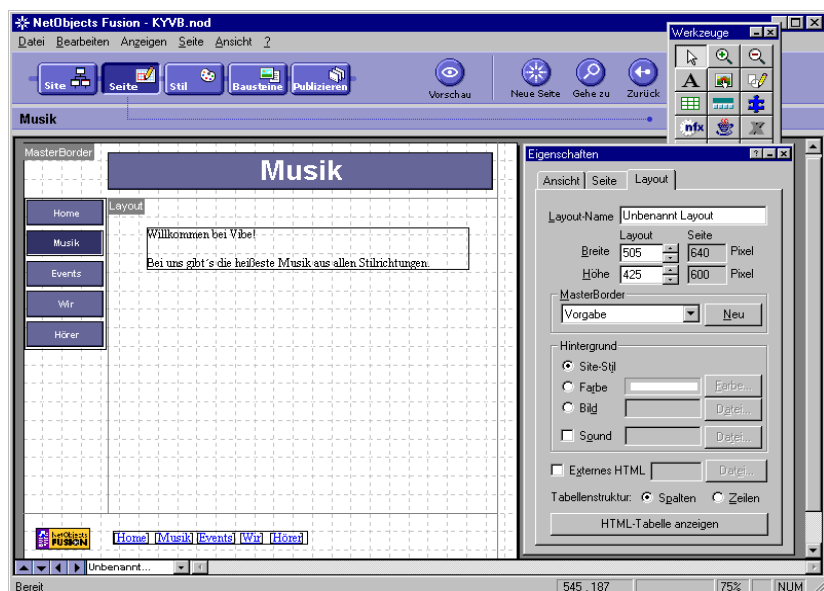 NetObjects Fusion - KYVB.nod
Datei Bearbeiten Anzeigen Seite Ansicht ?
Werkzeuge
Site
Seite
Stil
Bausteine
Publizieren
Vorschau
Neue Seite
Gehe zu
Zurück
A
nfx
Musik
MasterBorder
Musik
Home
Musik
Events
Wir
Hörer
Layout
Willkommen bei Vibe!
Bei uns gibt´s die heißeste Musik aus allen Stilrichtungen.
NetObjects
FUSION
[Home] [Musik] [Events] [Wir] [Hörer]
Eigenschaften
Ansicht Seite Layout
Layout-Name Unbenannt Layout
Layout Seite
Breite 505 640 Pixel
Höhe 425 600 Pixel
MasterBorder
Vorgabe Neu
Hintergrund
Site-Stil
Farbe Farbe...
Bild Datei...
Sound Datei...
Externes HTML Datei...
Tabellenstruktur: Spalten Zeilen
HTML-Tabelle anzeigen
Unbenannt...
Bereit 545 , 187 75% NUM